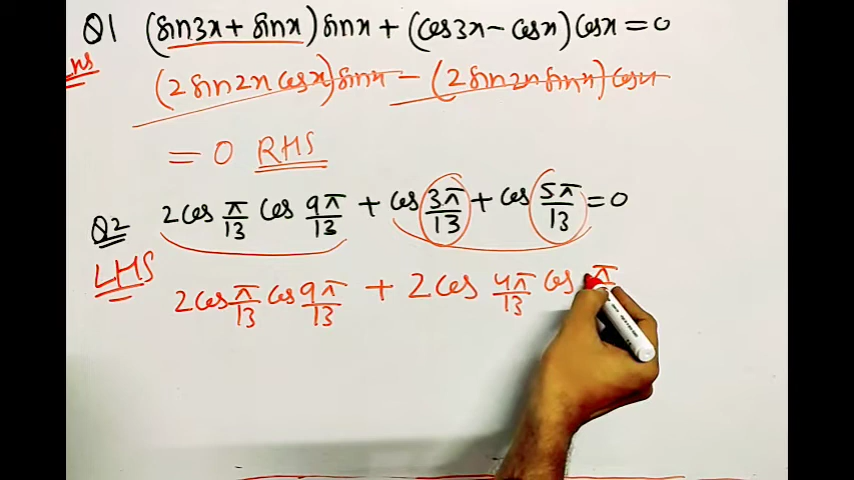 Q1 (sin3x + sinx) sinx + (cos3x - cosx) cosx = 0
LHS
(2 sin2x cosx) sinx - (2 sin2x sinx) cosx
= 0 RHS
Q2 2cos π/13 cos 9π/13 + cos 3π/13 + cos 5π/13 = 0
LHS
2cos π/13 cos 9π/13 + 2cos 4π/13 cos π